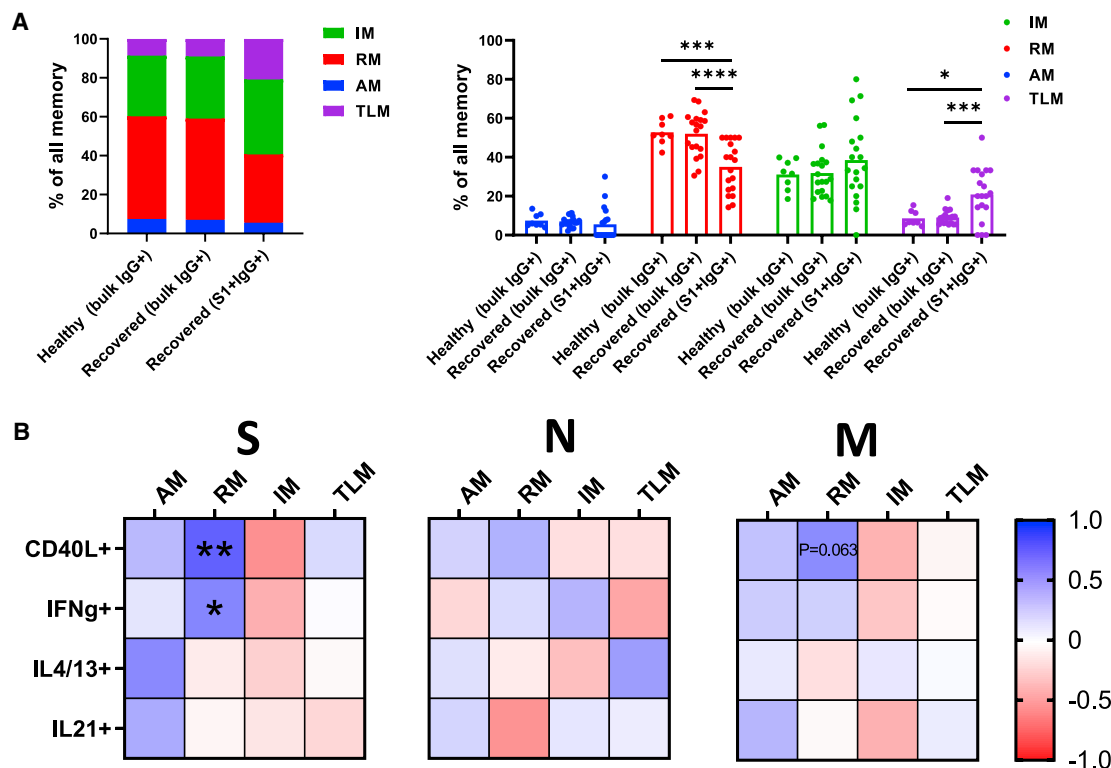 A
% of all memory
100
80
60
40
20
0
Healthy (bulk IgG+)
Recovered (bulk IgG+)
Recovered (S1+IgG+)
IM
RM
AM
TLM
% of all memory
100
80
60
40
20
0
***
****
*
***
Healthy (bulk IgG+)
Recovered (bulk IgG+)
Recovered (S1+IgG+)
Healthy (bulk IgG+)
Recovered (bulk IgG+)
Recovered (S1+IgG+)
Healthy (bulk IgG+)
Recovered (bulk IgG+)
Recovered (S1+IgG+)
Healthy (bulk IgG+)
Recovered (bulk IgG+)
Recovered (S1+IgG+)
IM
RM
AM
TLM
B
S
AM RM IM TLM
CD40L+
IFNg+
IL4/13+
IL21+
**
*
N
AM RM IM TLM
M
AM RM IM TLM
P=0.063
1.0
0.5
0
-0.5
-1.0